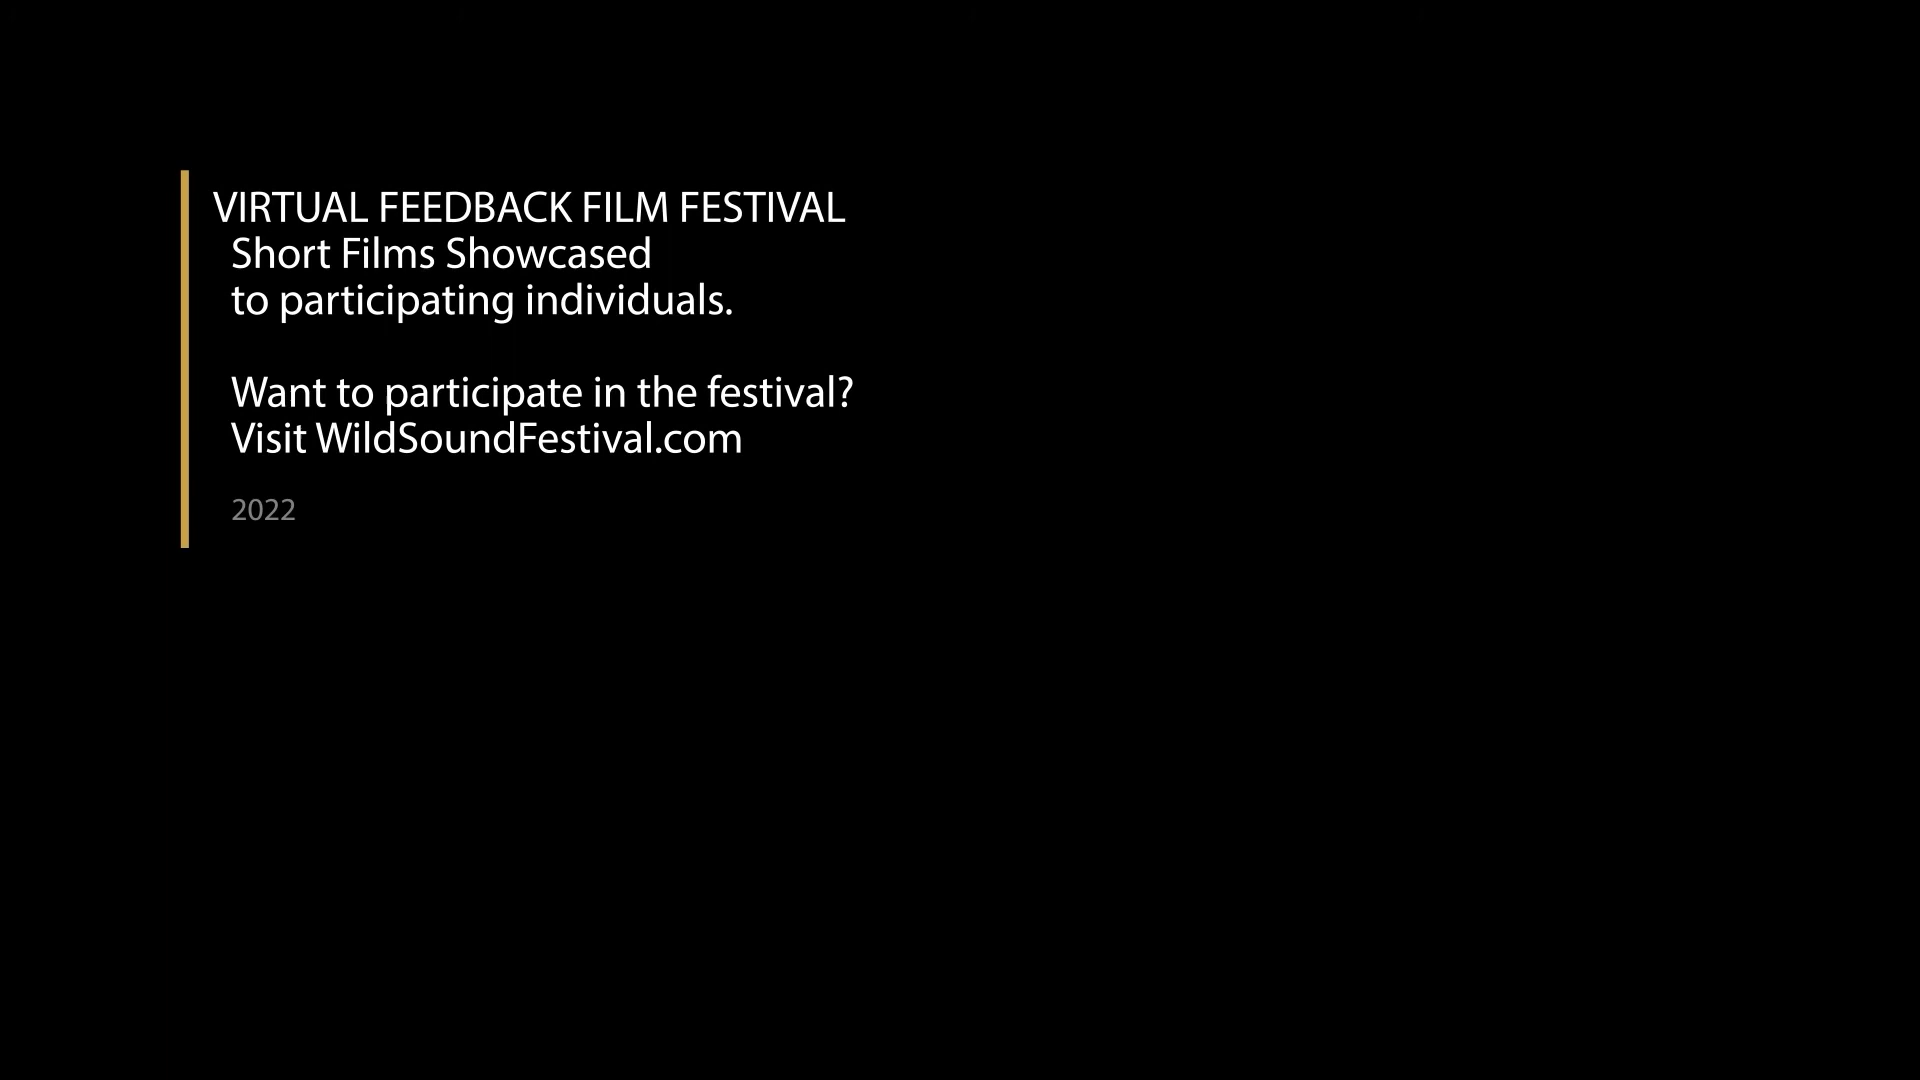 VIRTUAL FEEDBACK FILM FESTIVAL
Short Films Showcased
to participating individuals.
Want to participate in the festival?
Visit WildSoundFestival.com
2022